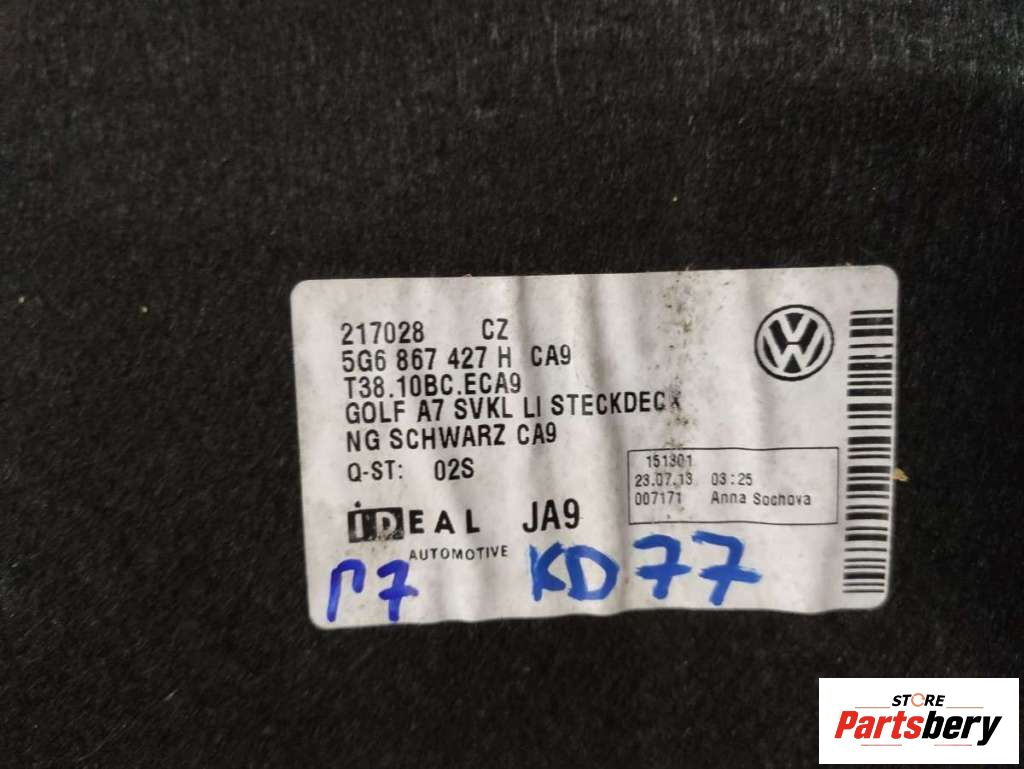 217028 CZ
5G6 867 427 H CA9
T38.10BC.ECA9
GOLF A7 SVKL LI STECKDECK
NG SCHWARZ CA9
Q-ST: 02S
151301
23.07.13 03:25
007171 Anna Sochova
iDEAL JA9
AUTOMOTIVE
Г7 KD77
STORE
Partsbery